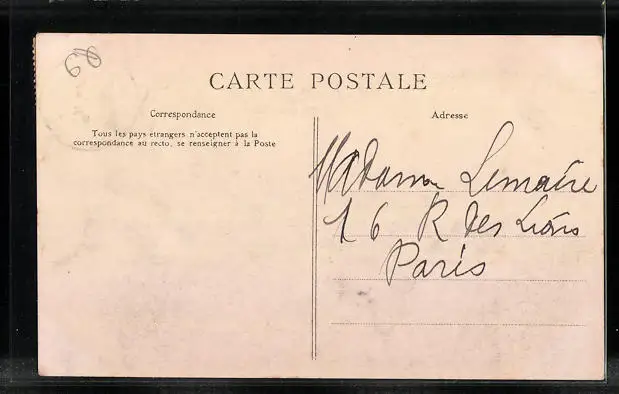 60
CARTE POSTALE
Correspondance
Tous les pays étrangers n'acceptent pas la
correspondance au recto, se renseigner à la Poste
Adresse
Madame Lemaire
16 R des Lions
Paris